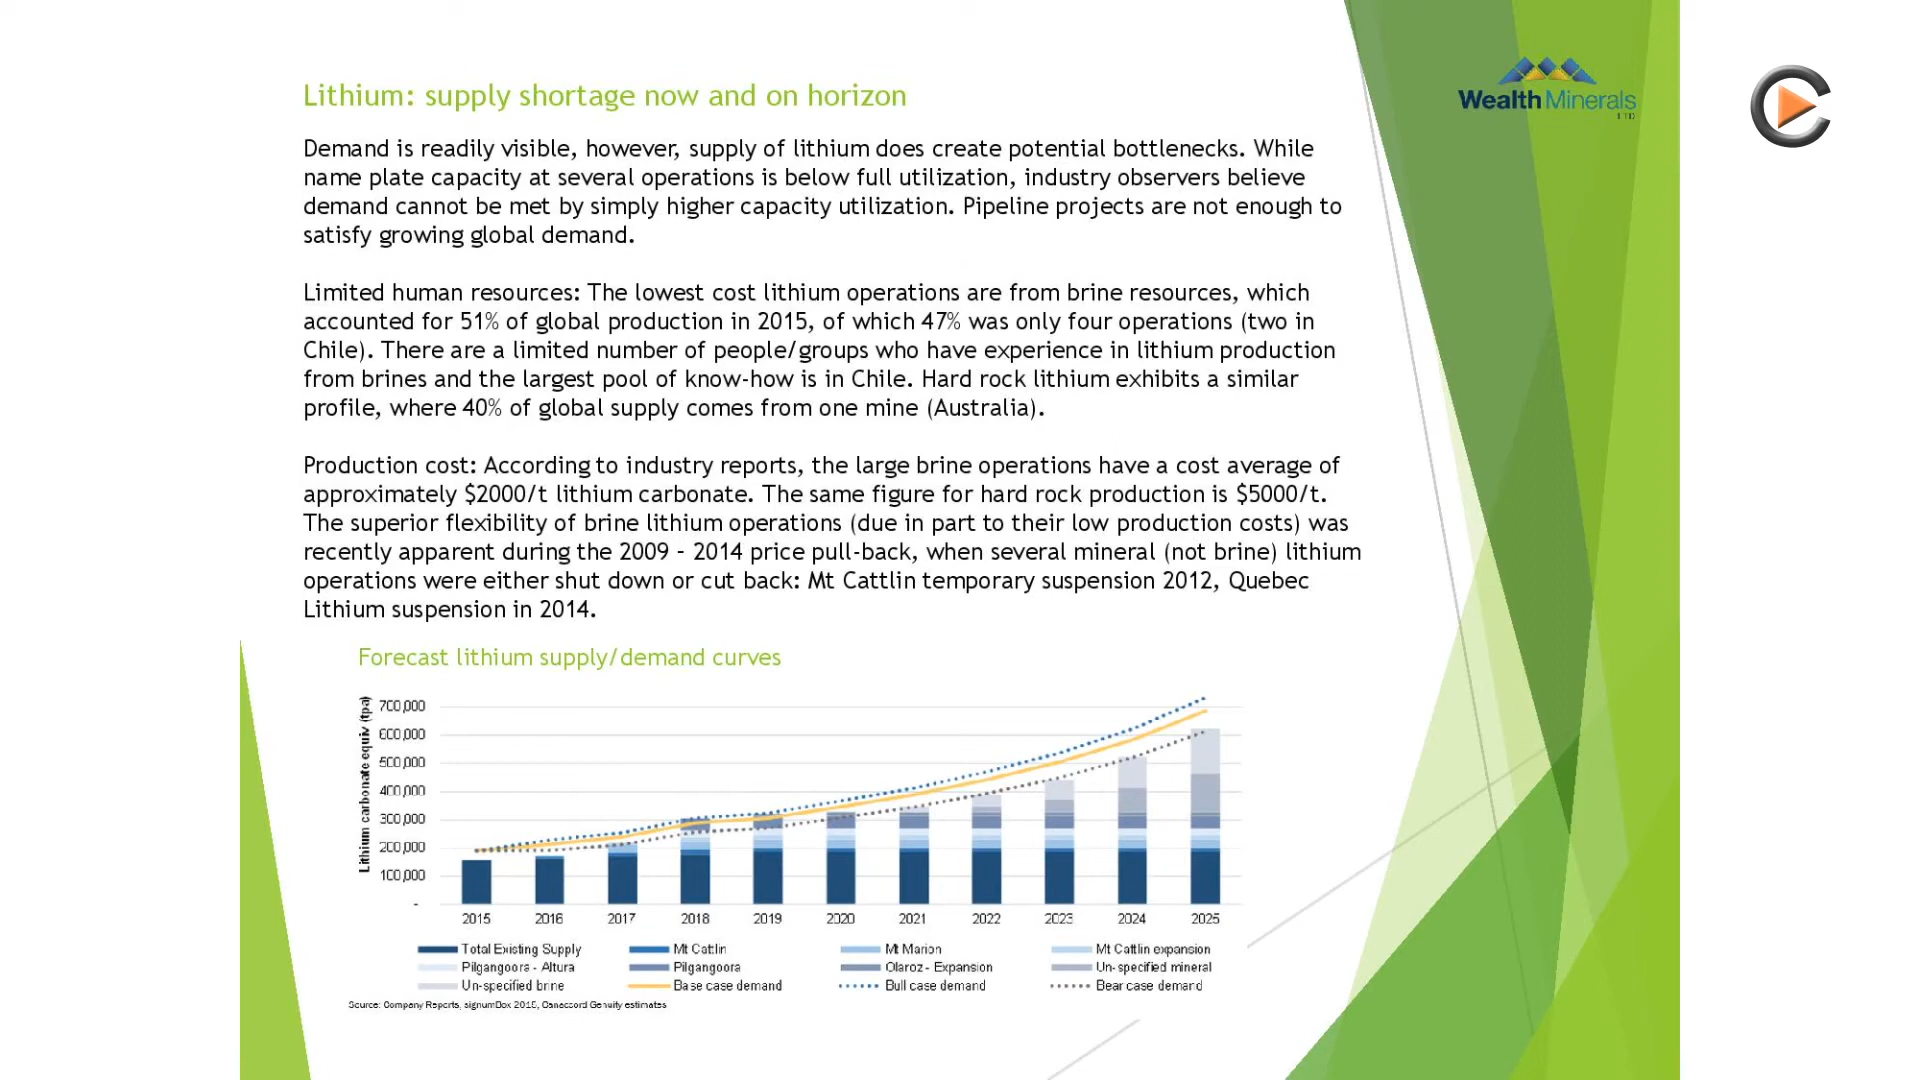 Lithium: supply shortage now and on horizon
Wealth Minerals
LTD
Demand is readily visible, however, supply of lithium does create potential bottlenecks. While
name plate capacity at several operations is below full utilization, industry observers believe
demand cannot be met by simply higher capacity utilization. Pipeline projects are not enough to
satisfy growing global demand.
Limited human resources: The lowest cost lithium operations are from brine resources, which
accounted for 51% of global production in 2015, of which 47% was only four operations (two in
Chile). There are a limited number of people/groups who have experience in lithium production
from brines and the largest pool of know-how is in Chile. Hard rock lithium exhibits a similar
profile, where 40% of global supply comes from one mine (Australia).
Production cost: According to industry reports, the large brine operations have a cost average of
approximately $2000/t lithium carbonate. The same figure for hard rock production is $5000/t.
The superior flexibility of brine lithium operations (due in part to their low production costs) was
recently apparent during the 2009 – 2014 price pull-back, when several mineral (not brine) lithium
operations were either shut down or cut back: Mt Cattlin temporary suspension 2012, Quebec
Lithium suspension in 2014.
Forecast lithium supply/demand curves
Lithium carbonate equiv (tpa)
700,000
600,000
500,000
400,000
300,000
200,000
100,000
-
2015 2016 2017 2018 2019 2020 2021 2022 2023 2024 2025
Total Existing Supply Mt Cattlin Mt Marion Mt Cattlin expansion
Pilgangoora - Altura Pilgangoora Olaroz - Expansion Un-specified mineral
Un-specified brine Base case demand Bull case demand Bear case demand
Source: Company Reports, signumBox 2015, Canaccord Genuity estimates